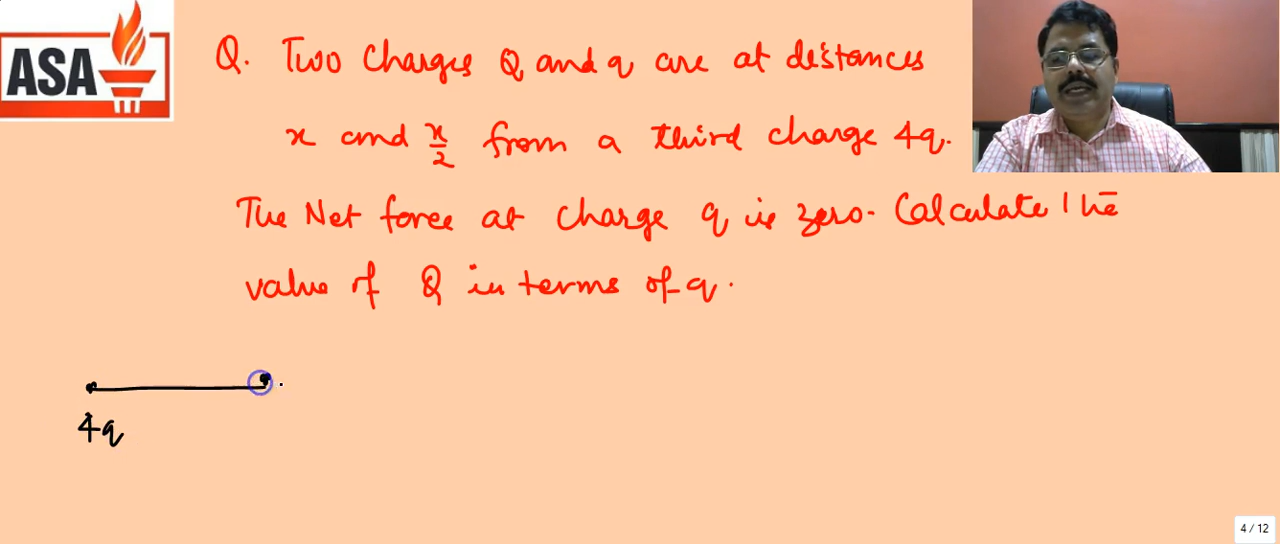 ASA
Q. Two charges Q and q are at distances
x and x/2 from a third charge 4q.
The Net force at charge q is zero. Calculate the
value of Q in terms of q.
4q
4 / 12